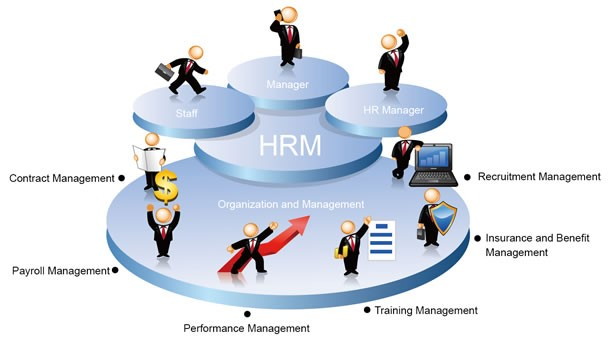 Manager
Staff
HR Manager
HRM
Contract Management
Recruitment Management
Organization and Management
Insurance and Benefit
Management
Payroll Management
Training Management
Performance Management